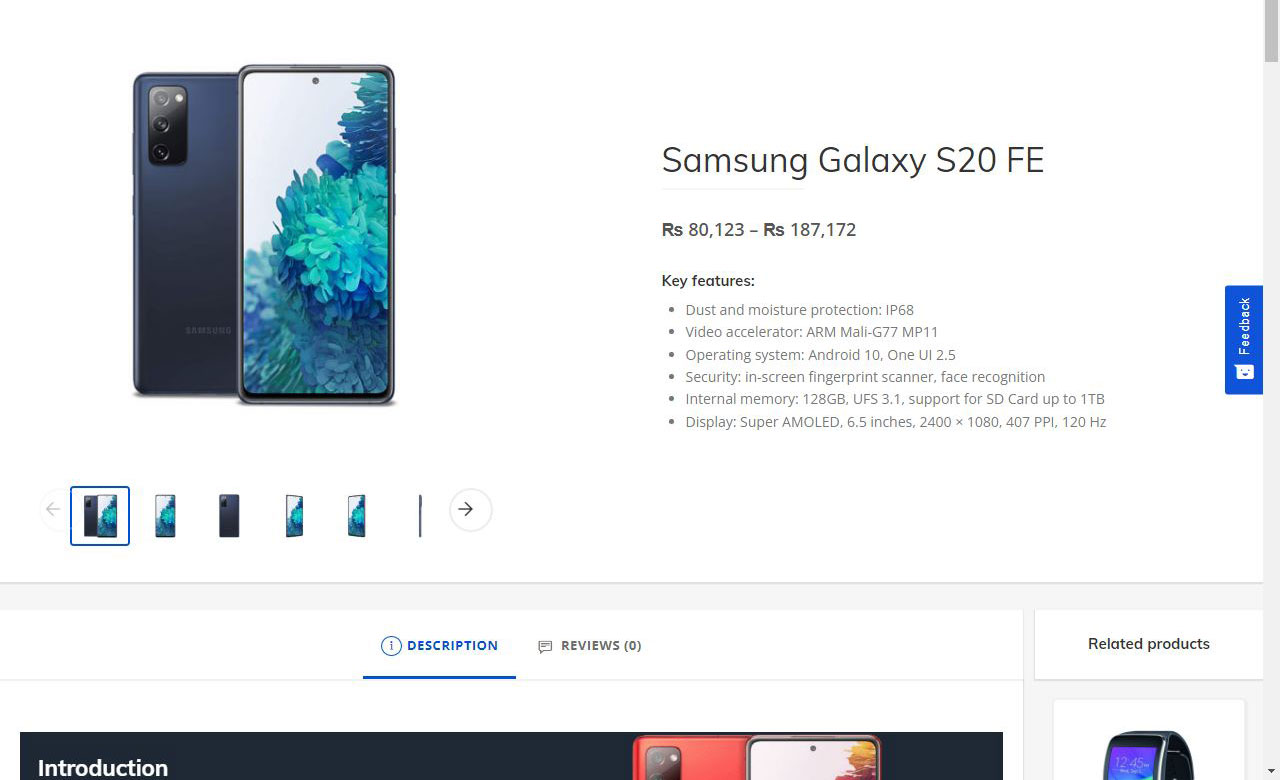 Samsung Galaxy S20 FE
₨ 80,123 – ₨ 187,172
Key features:
Dust and moisture protection: IP68
Video accelerator: ARM Mali-G77 MP11
Operating system: Android 10, One UI 2.5
Security: in-screen fingerprint scanner, face recognition
Internal memory: 128GB, UFS 3.1, support for SD Card up to 1TB
Display: Super AMOLED, 6.5 inches, 2400 × 1080, 407 PPI, 120 Hz
Feedback
SAMSUNG
DESCRIPTION
REVIEWS (0)
Related products
Introduction
12:45